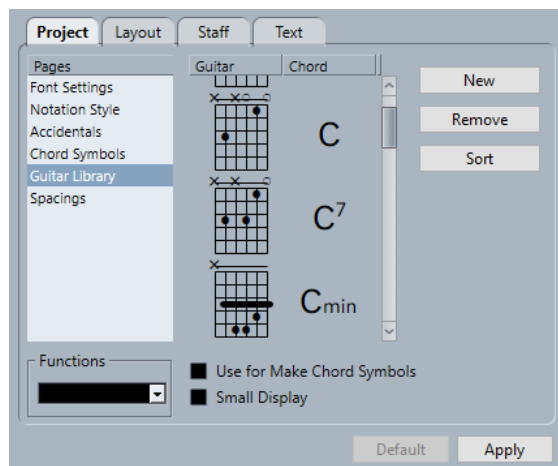 Project Layout Staff Text
Pages
Font Settings
Notation Style
Accidentals
Chord Symbols
Guitar Library
Spacings
Guitar Chord
x xo o
C
x x o
C7
x
Cmin
New
Remove
Sort
Functions
Use for Make Chord Symbols
Small Display
Default Apply